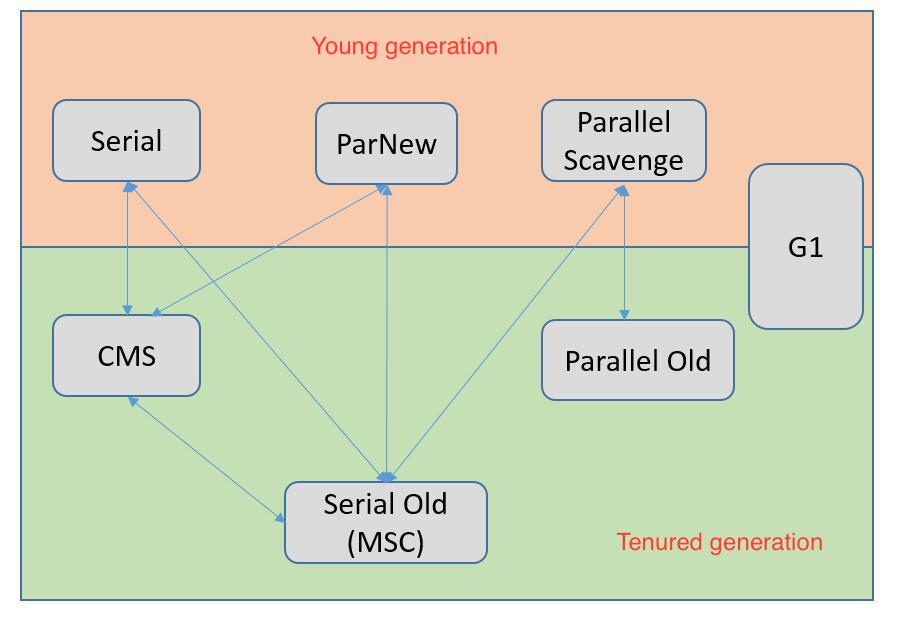 Young generation
Serial
ParNew
Parallel
Scavenge
G1
CMS
Parallel Old
Serial Old
(MSC)
Tenured generation